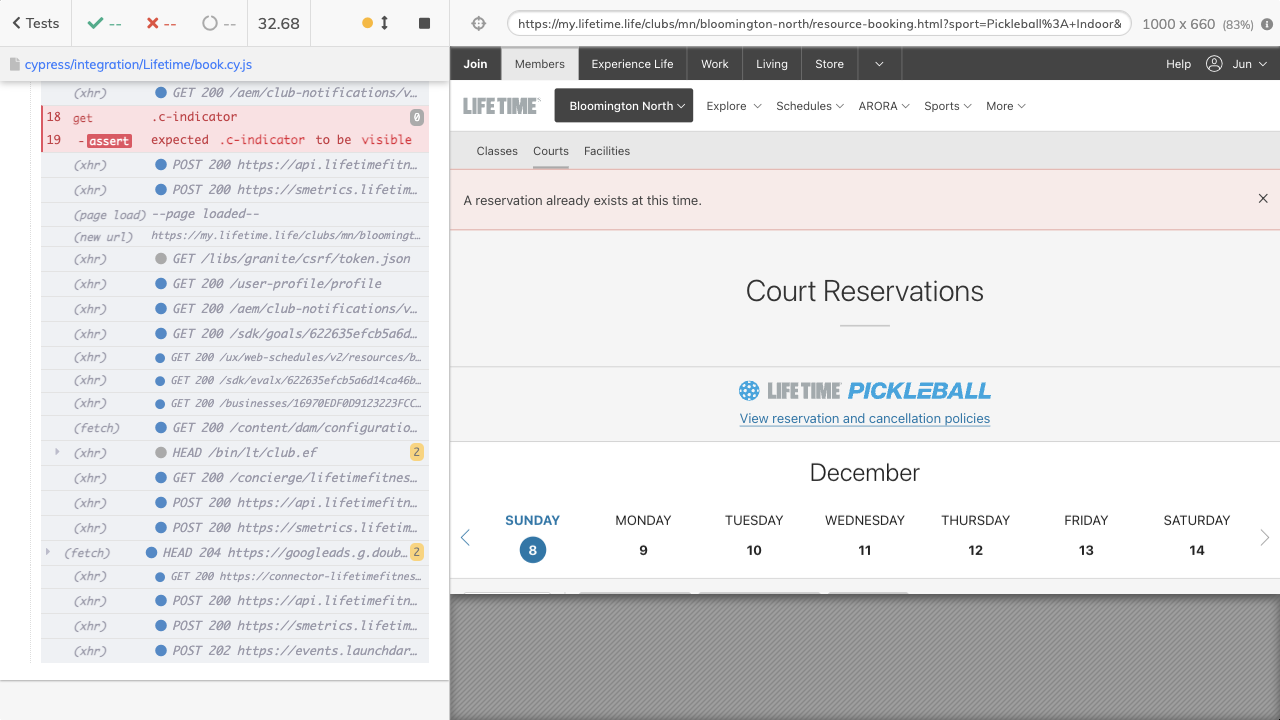 Tests
--
--
--
32.68
cypress/integration/Lifetime/book.cy.js
(xhr) GET 200 /aem/club-notifications/v...
18 get .c-indicator 0
19 -assert expected .c-indicator to be visible
(xhr) POST 200 https://api.lifetimefitn...
(xhr) POST 200 https://smetrics.lifetim...
(page load) --page loaded--
(new url) https://my.lifetime.life/clubs/mn/bloomingt...
(xhr) GET /libs/granite/csrf/token.json
(xhr) GET 200 /user-profile/profile
(xhr) GET 200 /aem/club-notifications/v...
(xhr) GET 200 /sdk/goals/622635efcb5a6d...
(xhr) GET 200 /ux/web-schedules/v2/resources/b...
(xhr) GET 200 /sdk/evalx/622635efcb5a6d14ca46b...
(xhr) GET 200 /businesses/16970EDF0D9123223FCC...
(fetch) GET 200 /content/dam/configuratio...
(xhr) HEAD /bin/lt/club.ef 2
(xhr) GET 200 /concierge/lifetimefitnes...
(xhr) POST 200 https://api.lifetimefitn...
(xhr) POST 200 https://smetrics.lifetim...
(fetch) HEAD 204 https://googleads.g.doub... 2
(xhr) GET 200 https://connector-lifetimefitnes...
(xhr) POST 200 https://api.lifetimefitn...
(xhr) POST 200 https://smetrics.lifetim...
(xhr) POST 202 https://events.launchdar...
https://my.lifetime.life/clubs/mn/bloomington-north/resource-booking.html?sport=Pickleball%3A+Indoor&
1000 x 660 (83%)
Join Members Experience Life Work Living Store Help Jun
LIFE TIME Bloomington North Explore Schedules ARORA Sports More
Classes Courts Facilities
A reservation already exists at this time.
Court Reservations
LIFE TIME PICKLEBALL
View reservation and cancellation policies
December
SUNDAY MONDAY TUESDAY WEDNESDAY THURSDAY FRIDAY SATURDAY
8 9 10 11 12 13 14